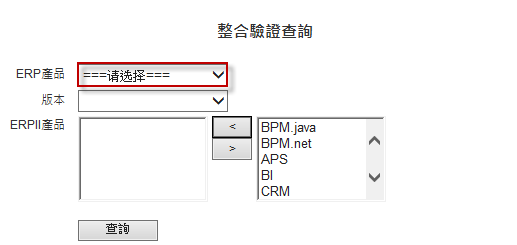 整合驗證查詢
ERP產品 ===请选择===
版本
ERPII產品
<
>
BPM.java
BPM.net
APS
BI
CRM
查詢